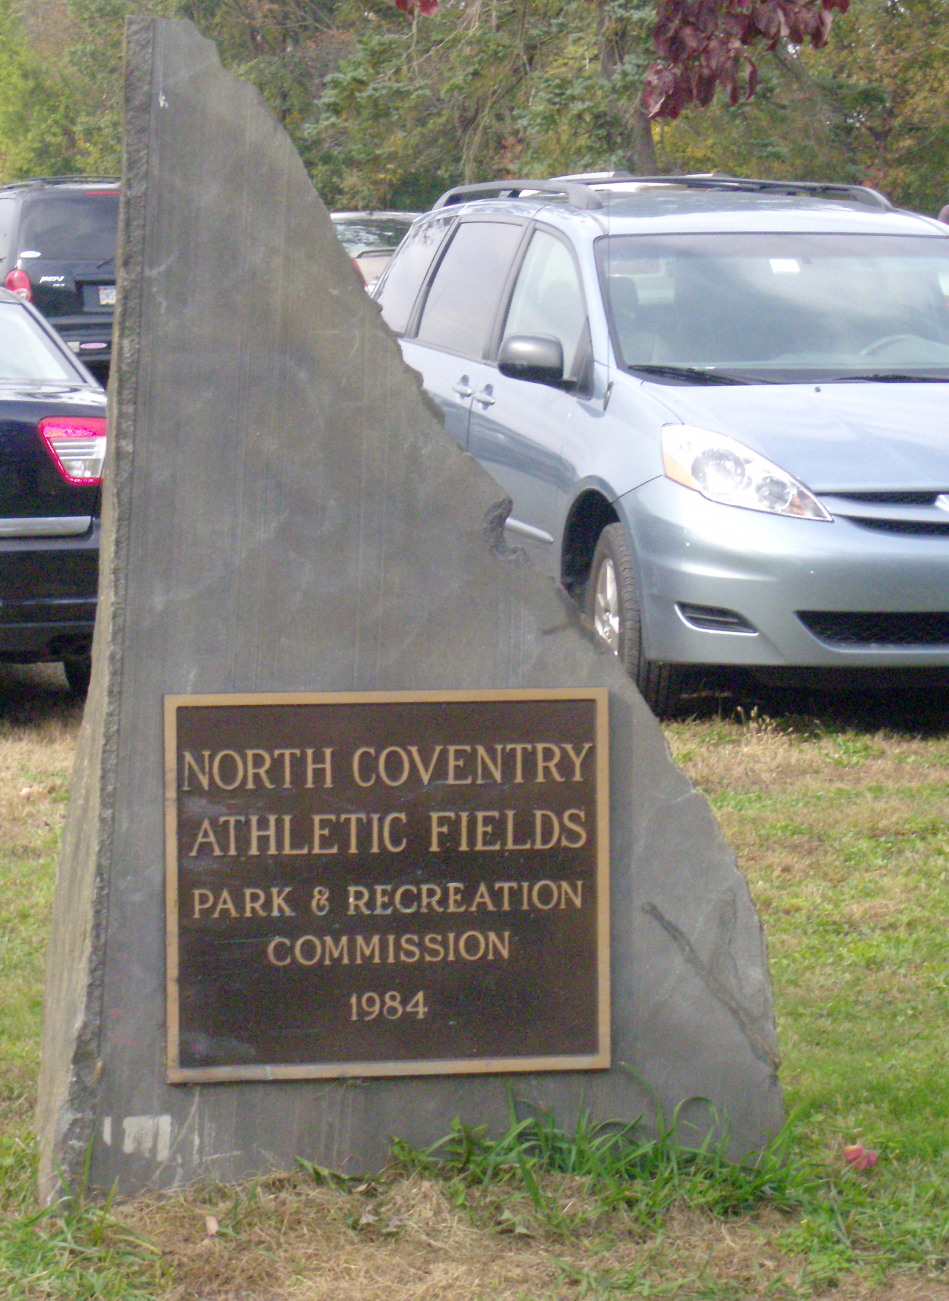 NORTH COVENTRY
ATHLETIC FIELDS
PARK & RECREATION
COMMISSION
1984